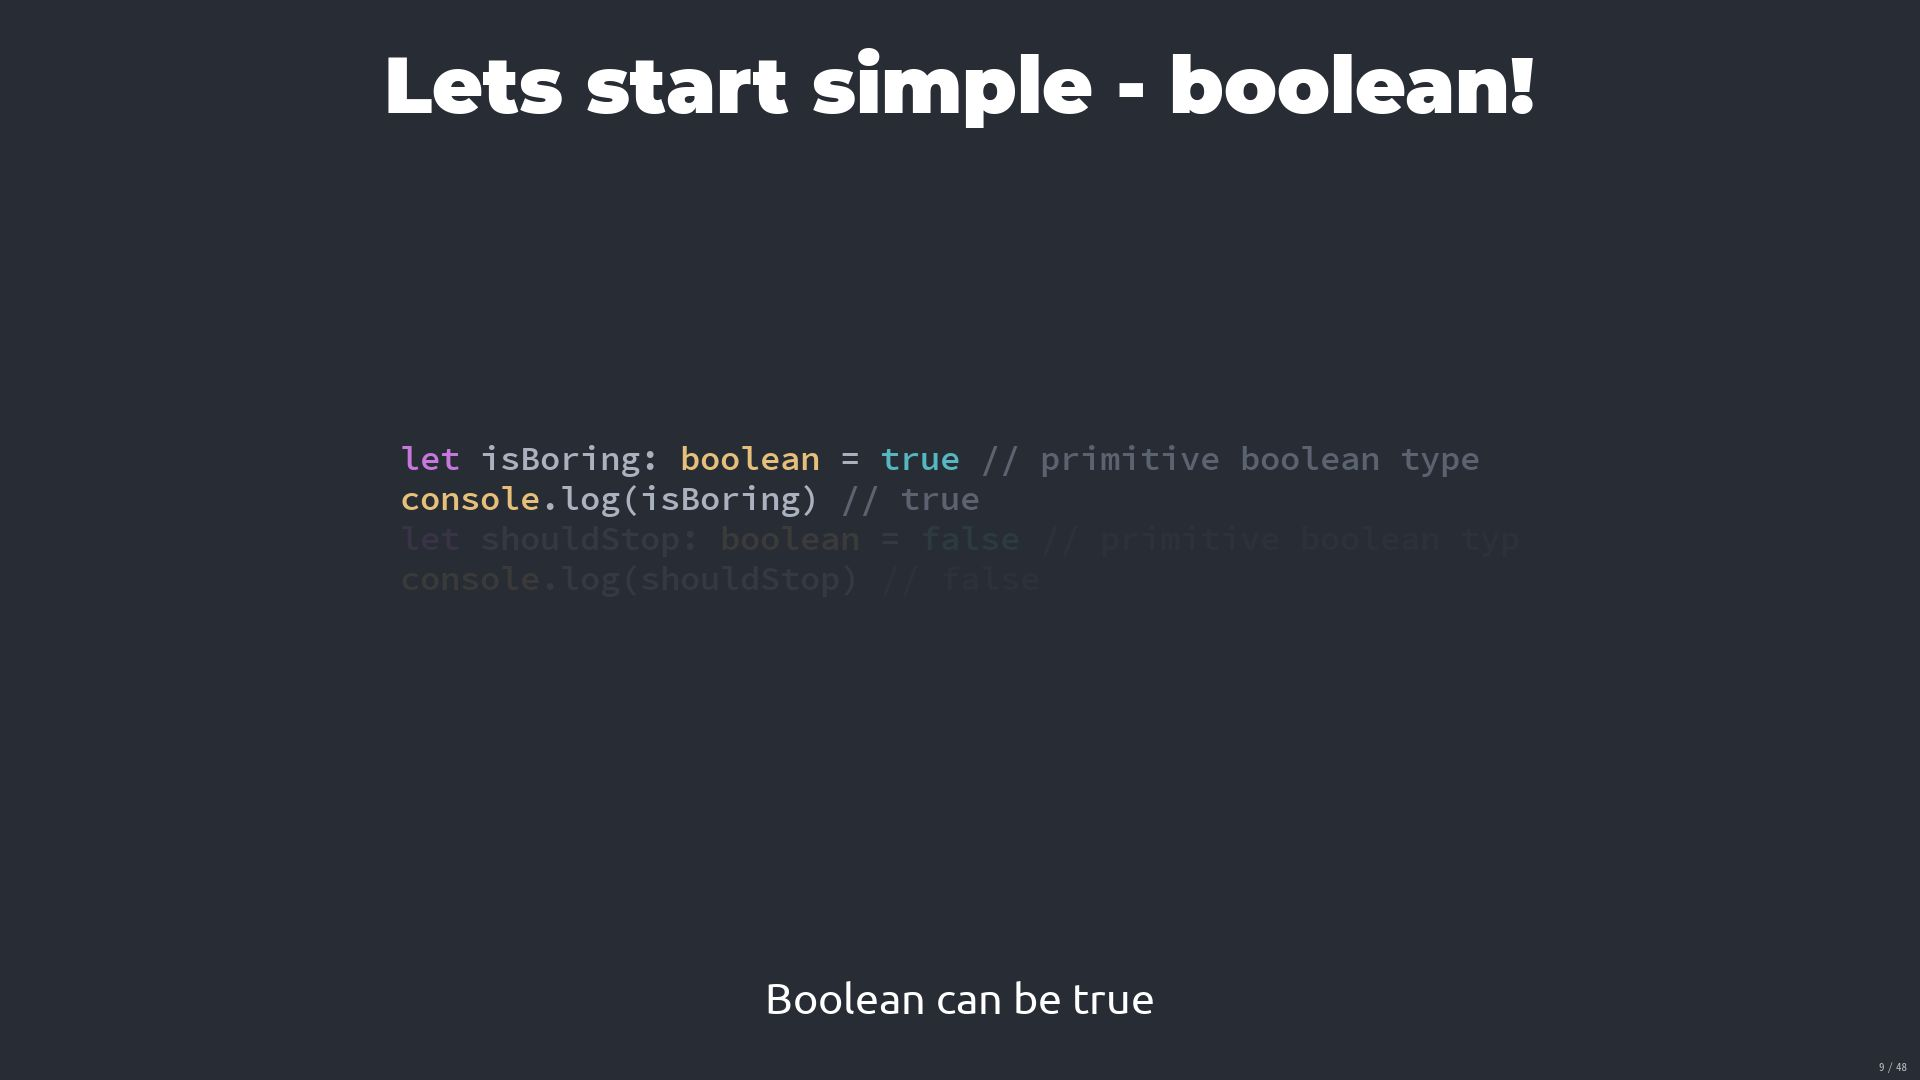 Lets start simple - boolean!
let isBoring: boolean = true // primitive boolean type
console.log(isBoring) // true
let shouldStop: boolean = false // primitive boolean typ
console.log(shouldStop) // false
Boolean can be true
9 / 48